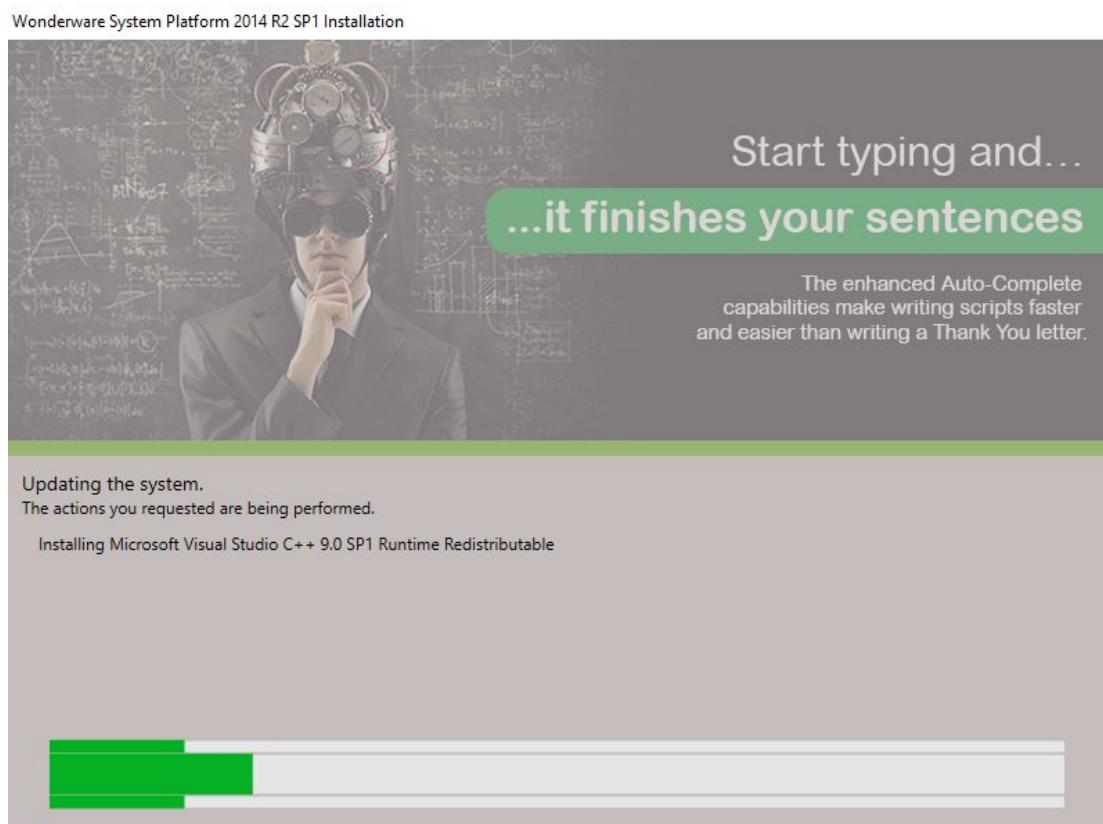 Wonderware System Platform 2014 R2 SP1 Installation
Start typing and...
...it finishes your sentences
The enhanced Auto-Complete
capabilities make writing scripts faster
and easier than writing a Thank You letter.
Updating the system.
The actions you requested are being performed.
Installing Microsoft Visual Studio C++ 9.0 SP1 Runtime Redistributable